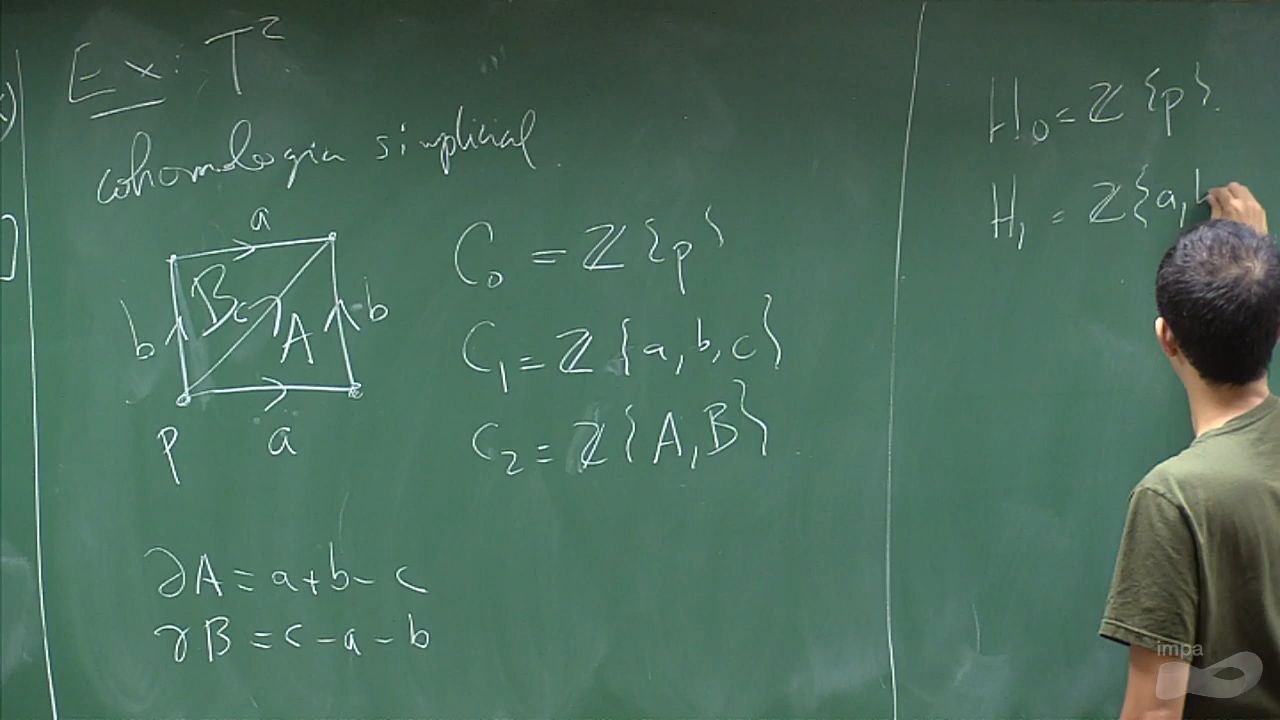 Ex: T²
cohomologia simplicial.
a
b
B
c
A
b
p
a
C₀ = ℤ{p}
C₁ = ℤ{a, b, c}
C₂ = ℤ{A, B}
∂A = a + b - c
∂B = c - a - b
H₀ = ℤ{p}.
H₁ = ℤ{a, b
impa